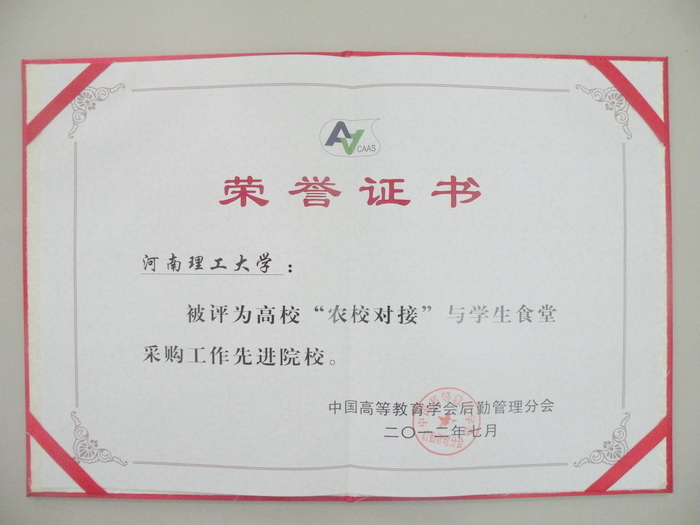 CAAS
荣誉证书
河南理工大学：
被评为高校“农校对接”与学生食堂
采购工作先进院校。
中国高等教育学会后勤管理分会
二〇一二年七月